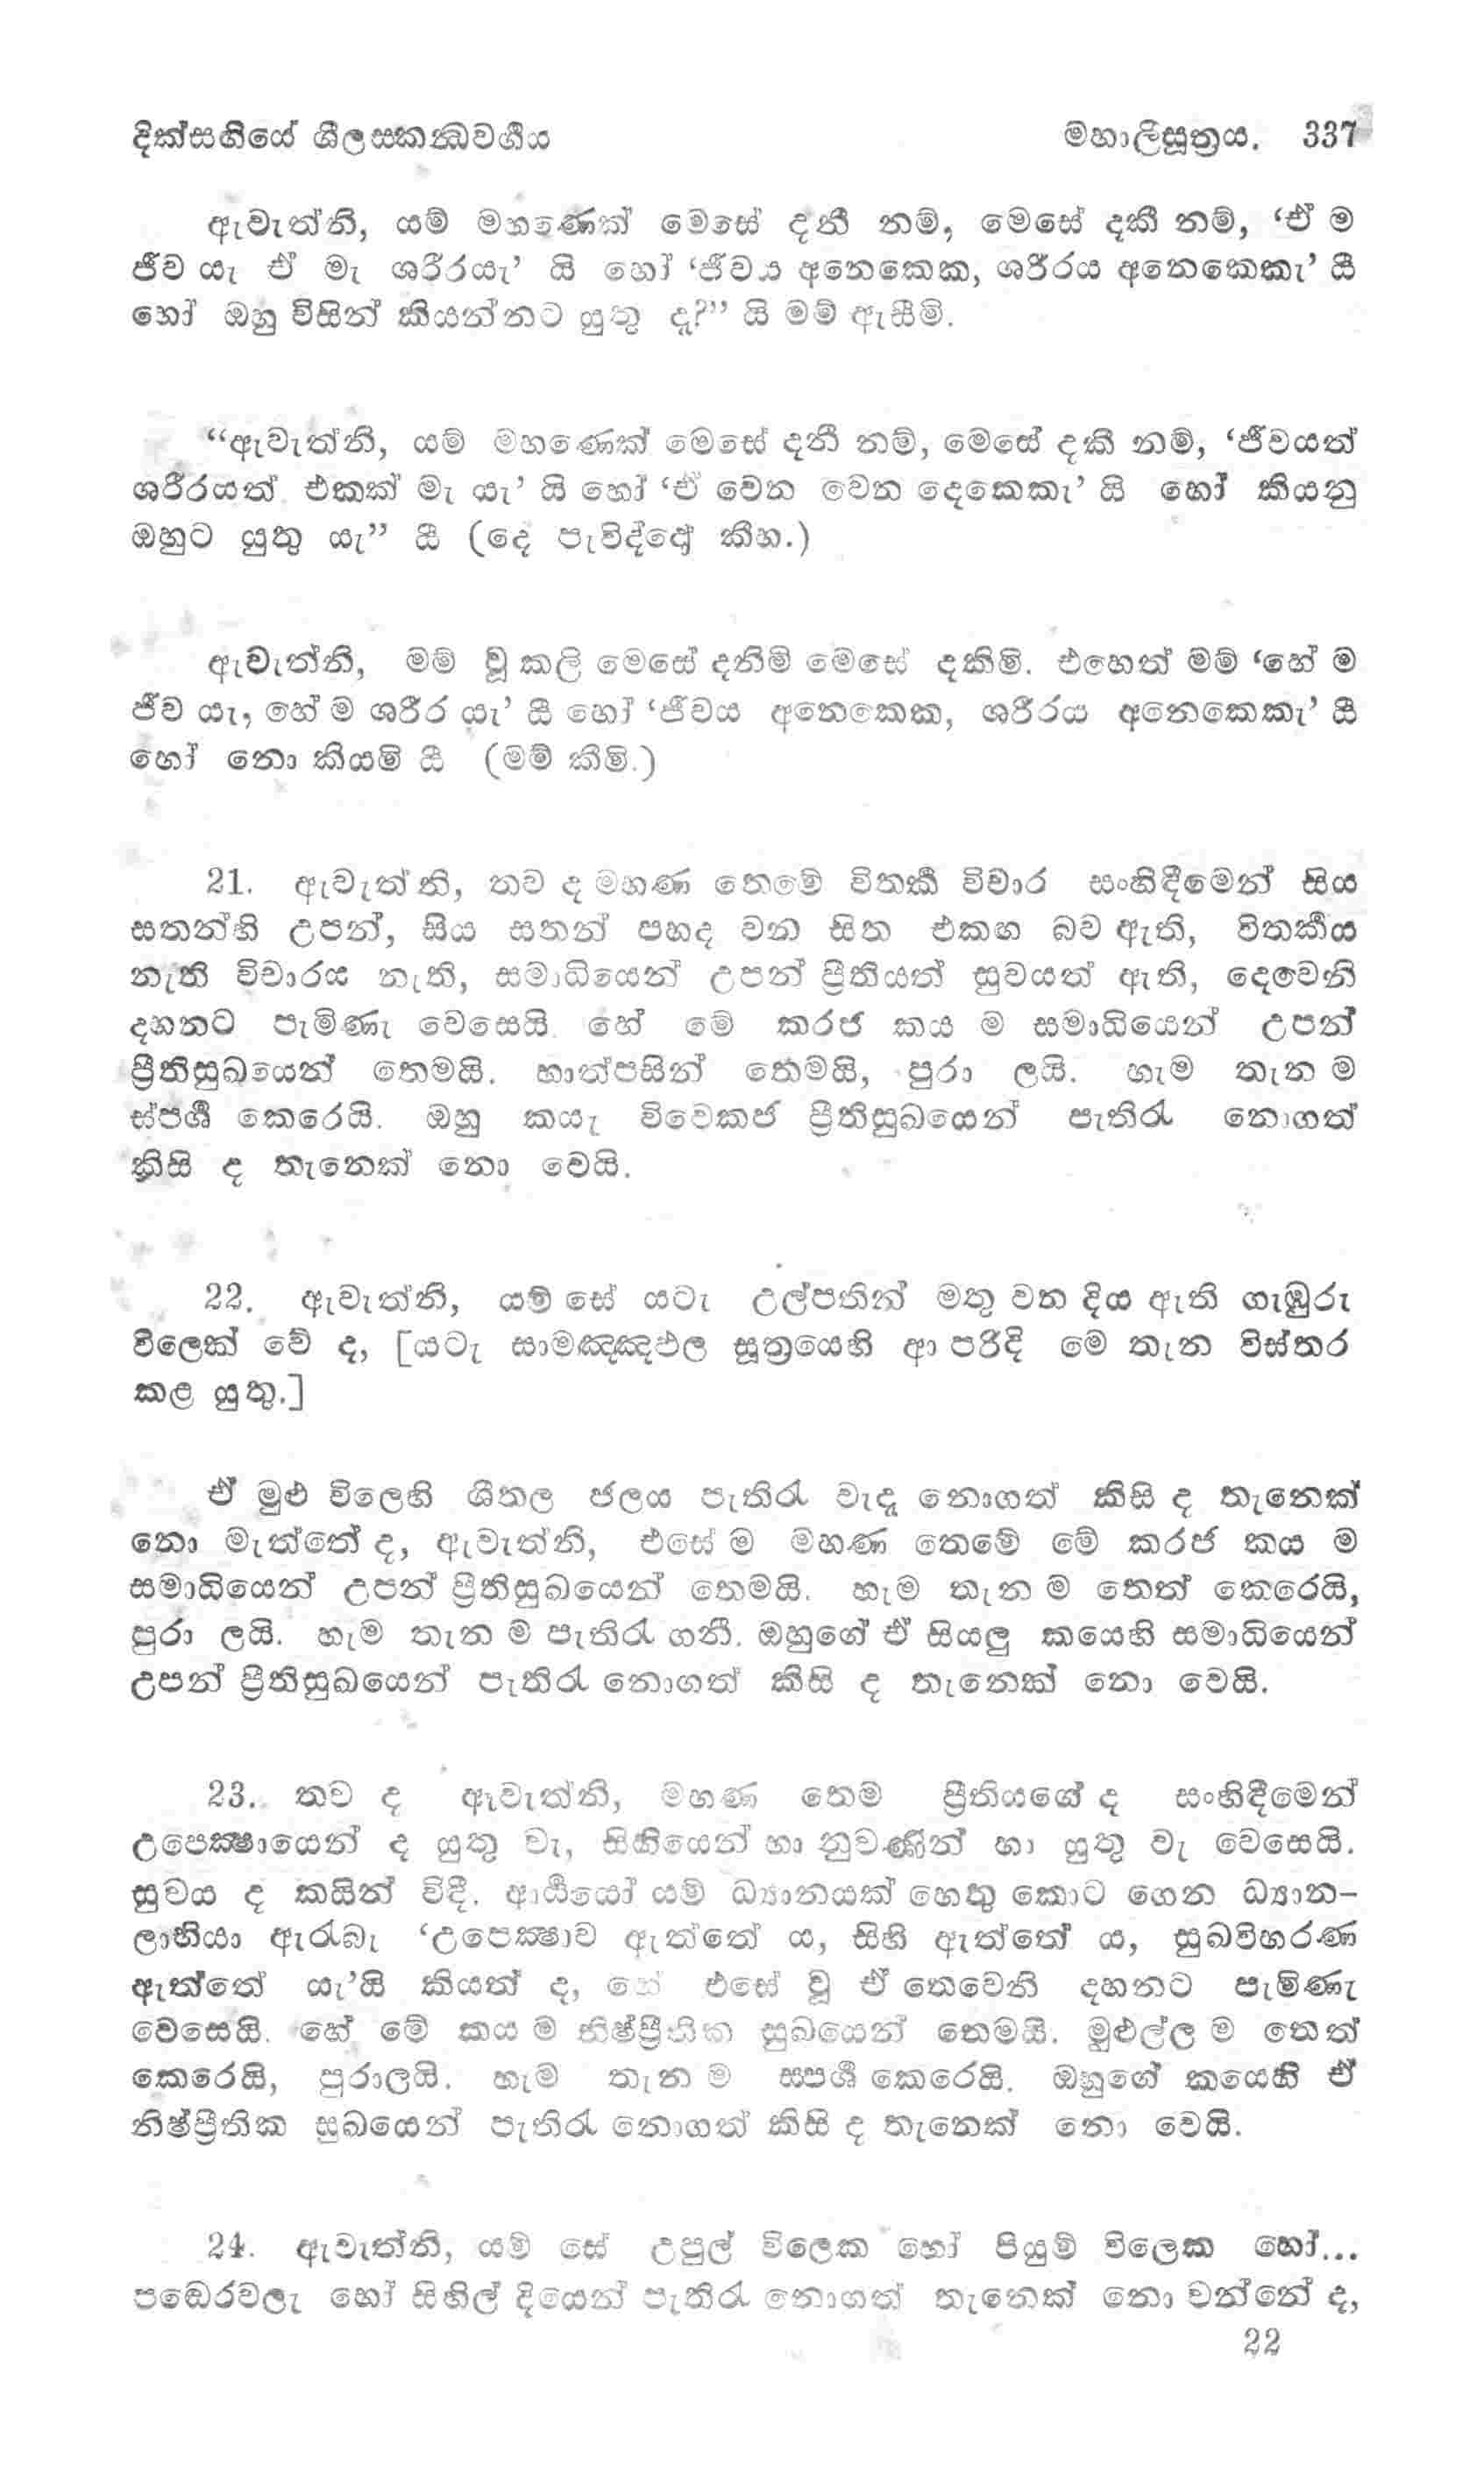 දික්සඟියේ ශීලස්කන්‍ධවර්‍ගය මහාලිසූත්‍රය. 337
ඇවැත්නි, යම් මහණෙක් මෙසේ දනී නම්, මෙසේ දකී නම්, ‘ඒ ම
ජීව යැ ඒ මැ ශරීරයැ’ යි හෝ ‘ජීවය අනෙකෙක, ශරීරය අනෙකෙකැ’ යී
හෝ ඔහු විසින් කියන්නට යුතු දැ?” යි මම් ඇසීමි.
“ඇවැත්නි, යම් මහණෙක් මෙසේ දනී නම්, මෙසේ දකී නම්, ‘ජීවයත්
ශරීරයත් එකක් මැ යැ’ යි හෝ ‘ඒ වෙන වෙන දෙකෙකැ’ යි හෝ කියනු
ඔහුට යුතු යැ” යී (දෙ පැවිද්දෝ කීහ.)
ඇවැත්නි, මම් වූ කලි මෙසේ දනිමි මෙසේ දකිමි. එහෙත් මම් ‘හේ ම
ජීව යැ, හේ ම ශරීර යැ’ යී හෝ ‘ජීවය අනෙකෙක, ශරීරය අනෙකෙකැ’ යී
හෝ නො කියමි යී (මම් කීමි.)
21. ඇවැත්නි, තව ද මහණ තෙමේ විතර්‍ක විචාර සංහිඳීමෙන් සිය
සතන්හි උපන්, සිය සතන් පහද වන සිත එකඟ බව ඇති, විතර්‍කය
නැති විචාරය නැති, සමාධියෙන් උපන් ප්‍රීතියත් සුවයත් ඇති, දෙවෙනි
දහනට පැමිණැ වෙසෙයි. හේ මේ කරජ කය ම සමාධියෙන් උපන්
ප්‍රීතිසුඛයෙන් තෙමයි. හාත්පසින් තෙමයි, පුරා ලයි. හැම තැන ම
ස්පර්‍ශ කෙරෙයි. ඔහු කයැ විවෙකජ ප්‍රීතිසුඛයෙන් පැතිරැ නොගත්
ක්‍රිසි ද තැනෙක් නො වෙයි.
22. ඇවැත්නි, යම් සේ යටැ උල්පතින් මතු වන දිය ඇති ගැඹුරු
විලෙක් වේ ද, [යටැ සාමඤ්ඤඵල සූත්‍රයෙහි ආ පරිදි මෙ තැන විස්තර
කළ යුතු.]
ඒ මුළු විලෙහි ශීතල ජලය පැතිරැ වැදැ නොගත් කිසි ද තැනෙක්
නො මැත්තේ ද, ඇවැත්නි, එසේ ම මහණ තෙමේ මේ කරජ කය ම
සමාධියෙන් උපන් ප්‍රීතිසුඛයෙන් තෙමයි. හැම තැන ම තෙත් කෙරෙයි,
පුරා ලයි. හැම තැන ම පැතිරැ ගනී. ඔහුගේ ඒ සියලු කයෙහි සමාධියෙන්
උපන් ප්‍රීතිසුඛයෙන් පැතිරැ නොගත් කිසි ද තැනෙක් නො වෙයි.
23. තව ද ඇවැත්නි, මහණ තෙම ප්‍රීතියගේ ද සංහිඳීමෙන්
උපෙක්‍ෂායෙන් ද යුතු වැ, සිහියෙන් හා නුවණින් හා යුතු වැ වෙසෙයි.
සුවය ද කයින් විඳී. ආර්‍ය්‍යයෝ යම් ධ්‍යානයක් හෙතු කොට ගෙන ධ්‍යාන-
ලාභියා ඇරැබැ ‘උපෙක්‍ෂාව ඇත්තේ ය, සිහි ඇත්තේ ය, සුඛවිහරණ
ඇත්තේ යැ’යි කියත් ද, හේ එසේ වූ ඒ තෙවෙනි දහනට පැමිණැ
වෙසෙයි. හේ මේ කය ම නිෂ්ප්‍රීතික සුඛයෙන් තෙමයි. මුළුල්ල ම තෙත්
කෙරෙයි, පුරාලයි. හැම තැන ම ස්පර්‍ශ කෙරෙයි. ඔහුගේ කයෙහි ඒ
නිෂ්ප්‍රීතික සුඛයෙන් පැතිරැ නොගත් කිසි ද තැනෙක් නො වෙයි.
24. ඇවැත්නි, යම් සේ උපුල් විලෙක හෝ පියුම් විලෙක හෝ...
පඬෙරවලැ හෝ සිහිල් දියෙන් පැතිරැ නොගත් තැනෙක් නො වන්නේ ද,
22